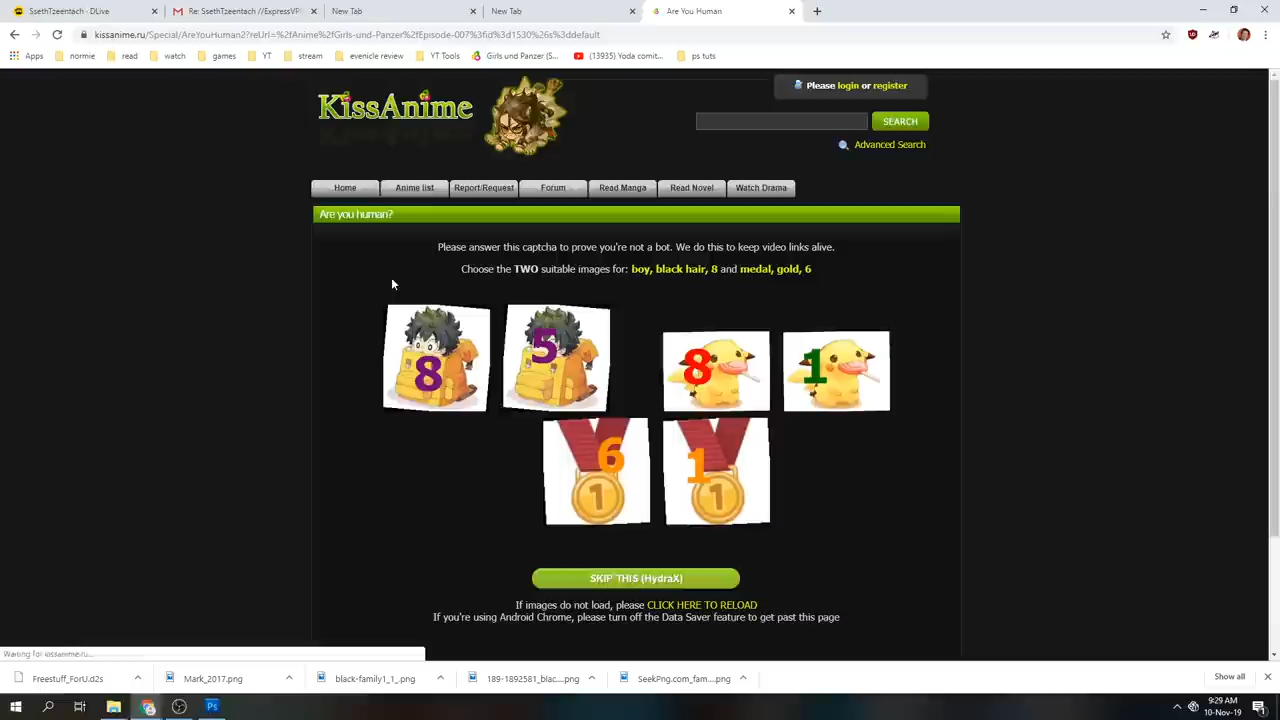 SsethTzeentach - DLive
Re: SsethTzeentach //ExpressVP
New Tab
New Tab
Are You Human
kissanime.ru/Special/AreYouHuman2?reUrl=%2fAnime%2fGirls-und-Panzer%2fEpisode-007%3fid%3d1530%26s%3ddefault
Apps
normie
read
watch
games
YT
stream
evenicle review
YT Tools
Girls und Panzer (S...
(13935) Yoda comit...
ps tuts
KissAnime
Please login or register
SEARCH
Advanced Search
Home
Anime list
Report/Request
Forum
Read Manga
Read Novel
Watch Drama
Are you human?
Please answer this captcha to prove you're not a bot. We do this to keep video links alive.
Choose the TWO suitable images for: boy, black hair, 8 and medal, gold, 6
8
5
8
1
6
1
1
1
SKIP THIS (HydraX)
If images do not load, please CLICK HERE TO RELOAD
If you're using Android Chrome, please turn off the Data Saver feature to get past this page
Waiting for kissanime.ru...
Freestuff_ForU.d2s
Mark_2017.png
black-family1_1_.png
189-1892581_blac....png
SeekPng.com_fam....png
Show all
9:29 AM
10-Nov-19